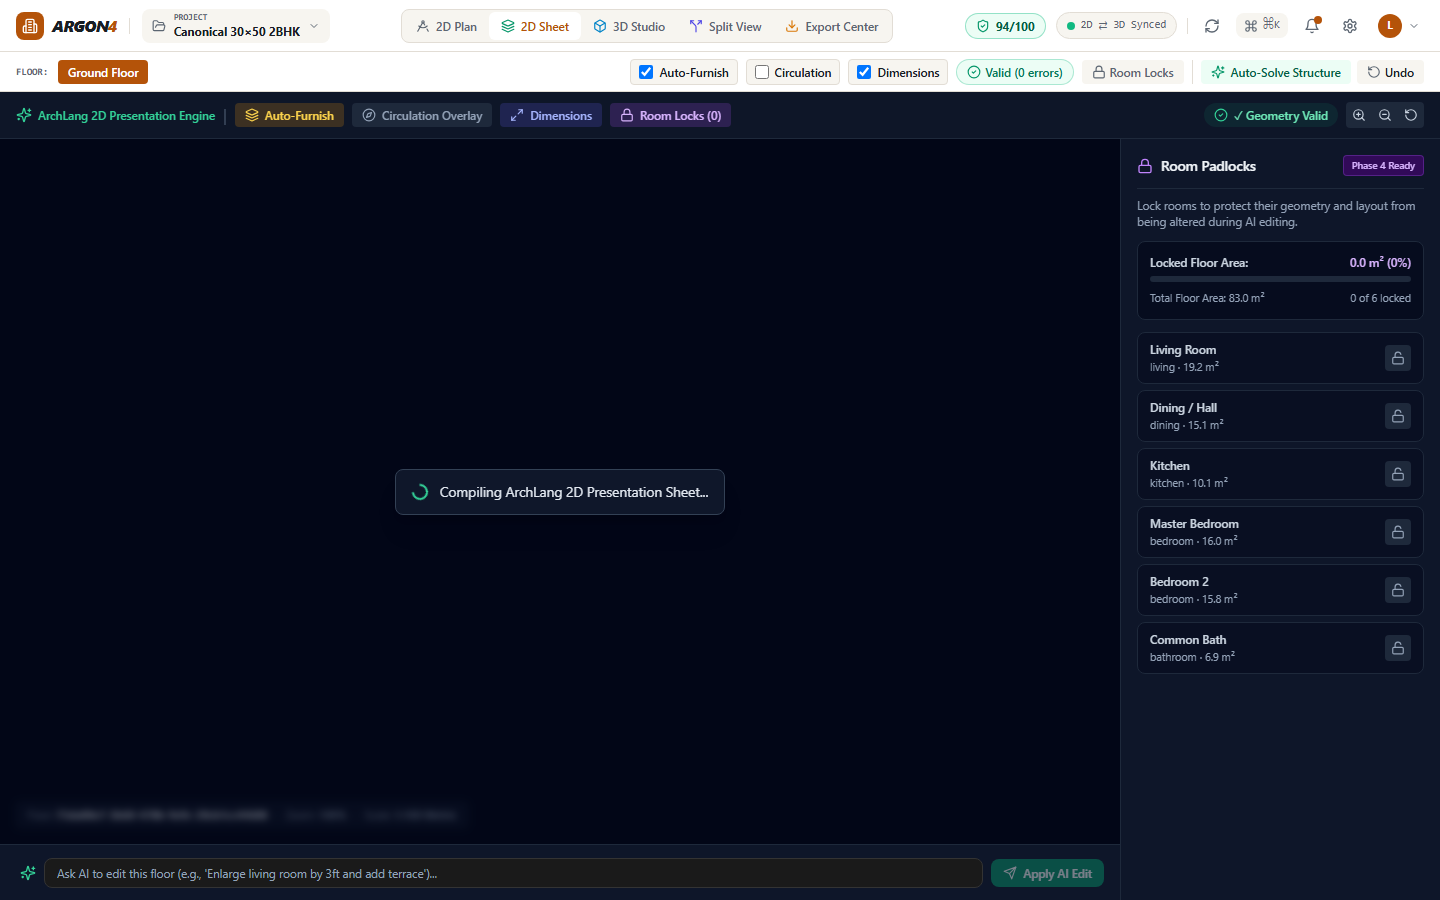 ARGON4
PROJECT
Canonical 30×50 2BHK
2D Plan
2D Sheet
3D Studio
Split View
Export Center
94/100
2D ⇄ 3D Synced
⌘ ⌘K
L
FLOOR:
Ground Floor
Auto-Furnish
Circulation
Dimensions
Valid (0 errors)
Room Locks
Auto-Solve Structure
Undo
ArchLang 2D Presentation Engine
Auto-Furnish
Circulation Overlay
Dimensions
Room Locks (0)
✓ Geometry Valid
Room Padlocks
Phase 4 Ready
Lock rooms to protect their geometry and layout from
being altered during AI editing.
Locked Floor Area:
0.0 m² (0%)
Total Floor Area: 83.0 m²
0 of 6 locked
Living Room
living · 19.2 m²
Dining / Hall
dining · 15.1 m²
Kitchen
kitchen · 10.1 m²
Master Bedroom
bedroom · 16.0 m²
Bedroom 2
bedroom · 15.8 m²
Common Bath
bathroom · 6.9 m²
Compiling ArchLang 2D Presentation Sheet...
Ask AI to edit this floor (e.g., 'Enlarge living room by 3ft and add terrace')...
Apply AI Edit